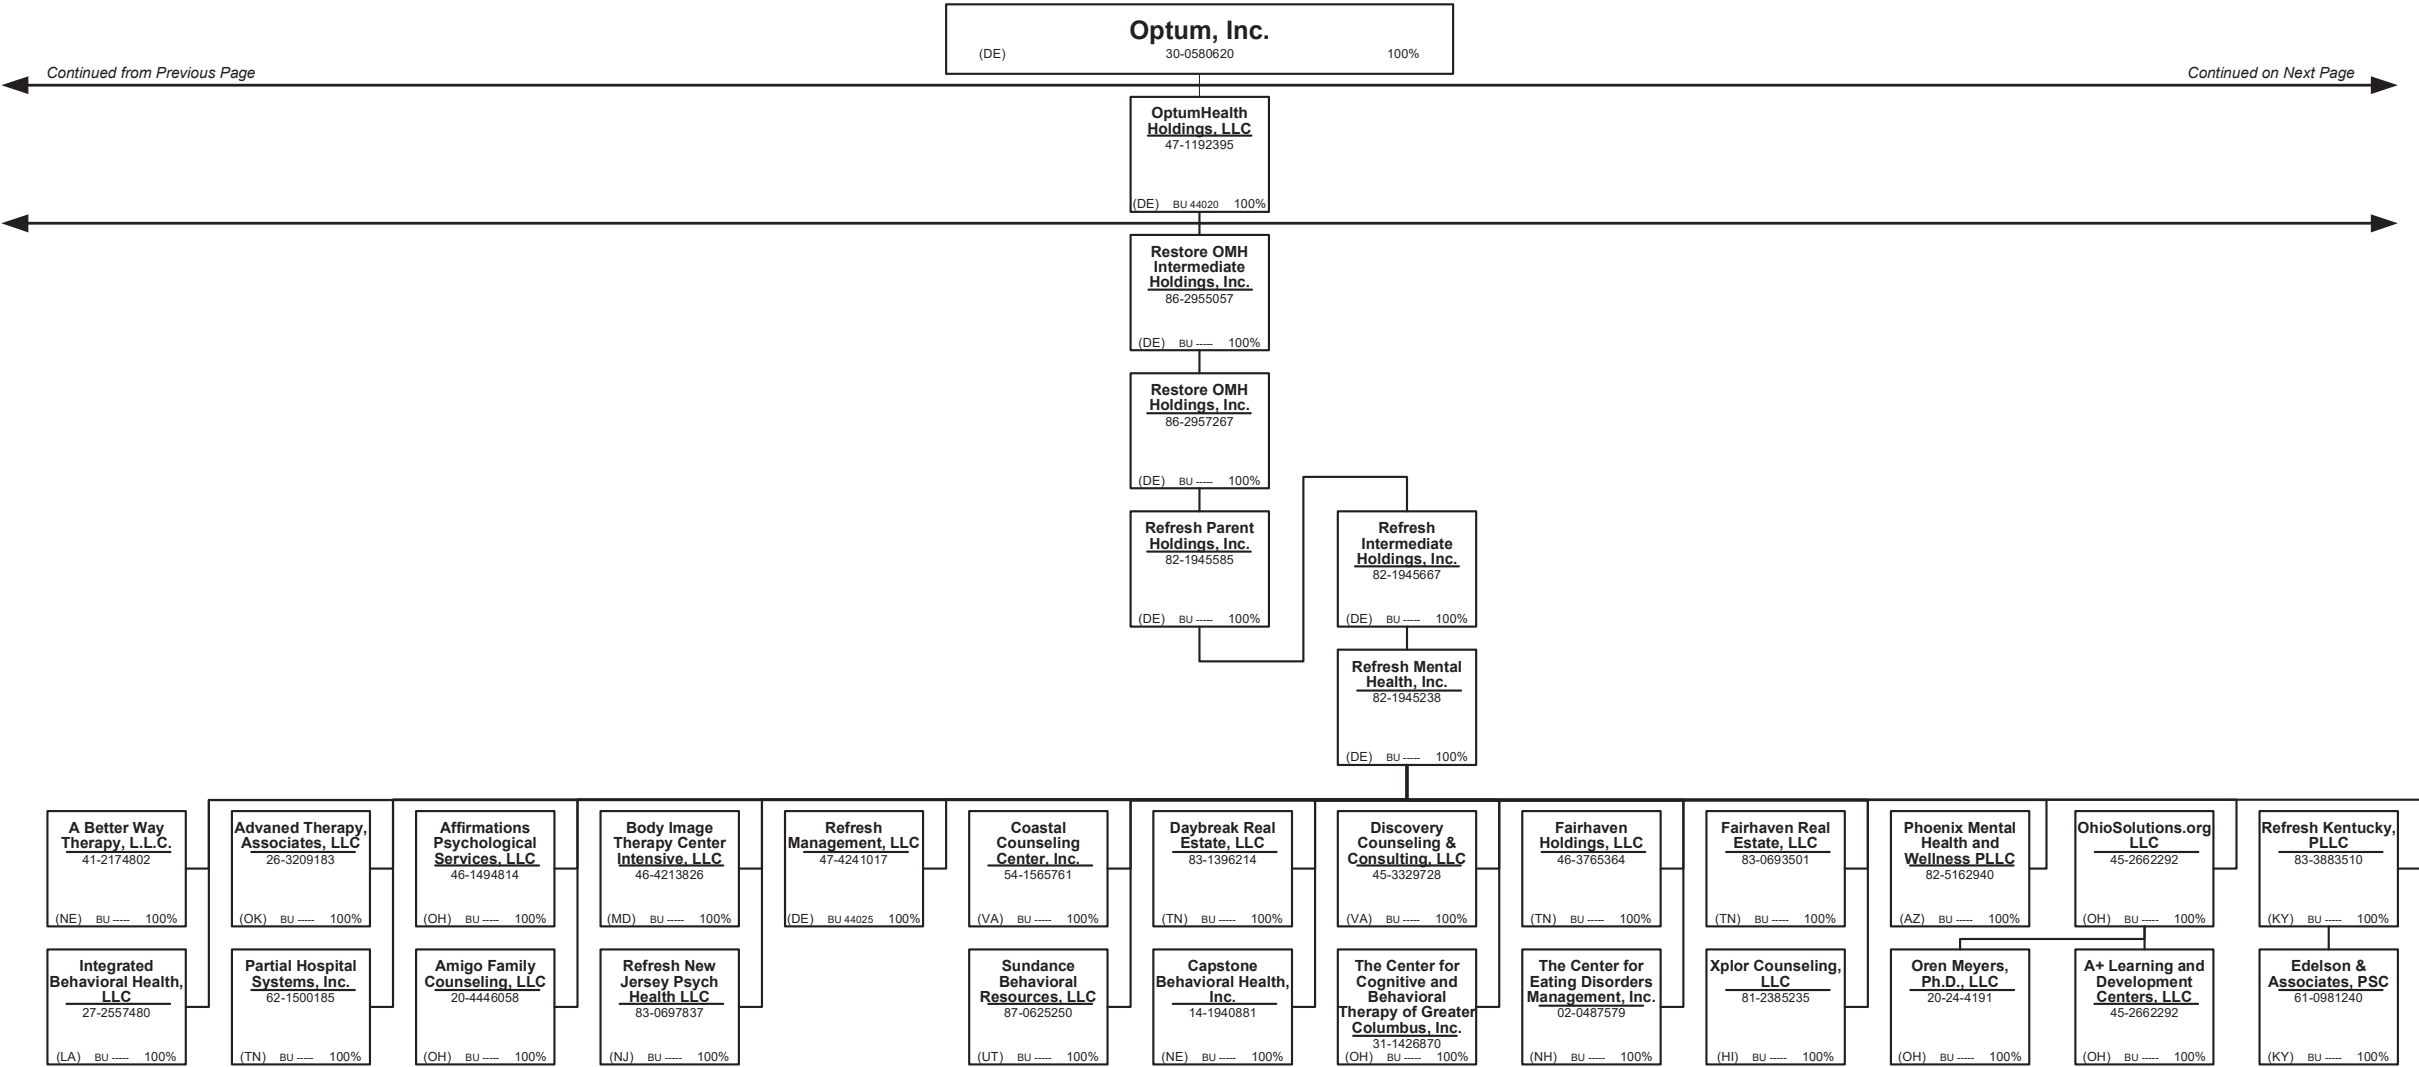 Optum, Inc.
(DE) 30-0580620 100%
Continued from Previous Page
Continued on Next Page
OptumHealth
Holdings, LLC
47-1192395
(DE) BU 44020 100%
Restore OMH
Intermediate
Holdings, Inc.
86-2955057
(DE) BU ----- 100%
Restore OMH
Holdings, Inc.
86-2957267
(DE) BU ----- 100%
Refresh Parent
Holdings, Inc.
82-1945585
(DE) BU ----- 100%
Refresh
Intermediate
Holdings, Inc.
82-1945667
(DE) BU ----- 100%
Refresh Mental
Health, Inc.
82-1945238
(DE) BU ----- 100%
A Better Way
Therapy, L.L.C.
41-2174802
(NE) BU ----- 100%
Advaned Therapy,
Associates, LLC
26-3209183
(OK) BU ----- 100%
Affirmations
Psychological
Services, LLC
46-1494814
(OH) BU ----- 100%
Body Image
Therapy Center
Intensive, LLC
46-4213826
(MD) BU ----- 100%
Refresh
Management, LLC
47-4241017
(DE) BU 44025 100%
Coastal
Counseling
Center, Inc.
54-1565761
(VA) BU ----- 100%
Daybreak Real
Estate, LLC
83-1396214
(TN) BU ----- 100%
Discovery
Counseling &
Consulting, LLC
45-3329728
(VA) BU ----- 100%
Fairhaven
Holdings, LLC
46-3765364
(TN) BU ----- 100%
Fairhaven Real
Estate, LLC
83-0693501
(TN) BU ----- 100%
Phoenix Mental
Health and
Wellness PLLC
82-5162940
(AZ) BU ----- 100%
OhioSolutions.org
LLC
45-2662292
(OH) BU ----- 100%
Refresh Kentucky,
PLLC
83-3883510
(KY) BU ----- 100%
Integrated
Behavioral Health,
LLC
27-2557480
(LA) BU ----- 100%
Partial Hospital
Systems, Inc.
62-1500185
(TN) BU ----- 100%
Amigo Family
Counseling, LLC
20-4446058
(OH) BU ----- 100%
Refresh New
Jersey Psych
Health LLC
83-0697837
(NJ) BU ----- 100%
Sundance
Behavioral
Resources, LLC
87-0625250
(UT) BU ----- 100%
Capstone
Behavioral Health,
Inc.
14-1940881
(NE) BU ----- 100%
The Center for
Cognitive and
Behavioral
Therapy of Greater
Columbus, Inc.
31-1426870
(OH) BU ----- 100%
The Center for
Eating Disorders
Management, Inc.
02-0487579
(NH) BU ----- 100%
Xplor Counseling,
LLC
81-2385235
(HI) BU ----- 100%
Oren Meyers,
Ph.D., LLC
20-24-4191
(OH) BU ----- 100%
A+ Learning and
Development
Centers, LLC
45-2662292
(OH) BU ----- 100%
Edelson &
Associates, PSC
61-0981240
(KY) BU ----- 100%